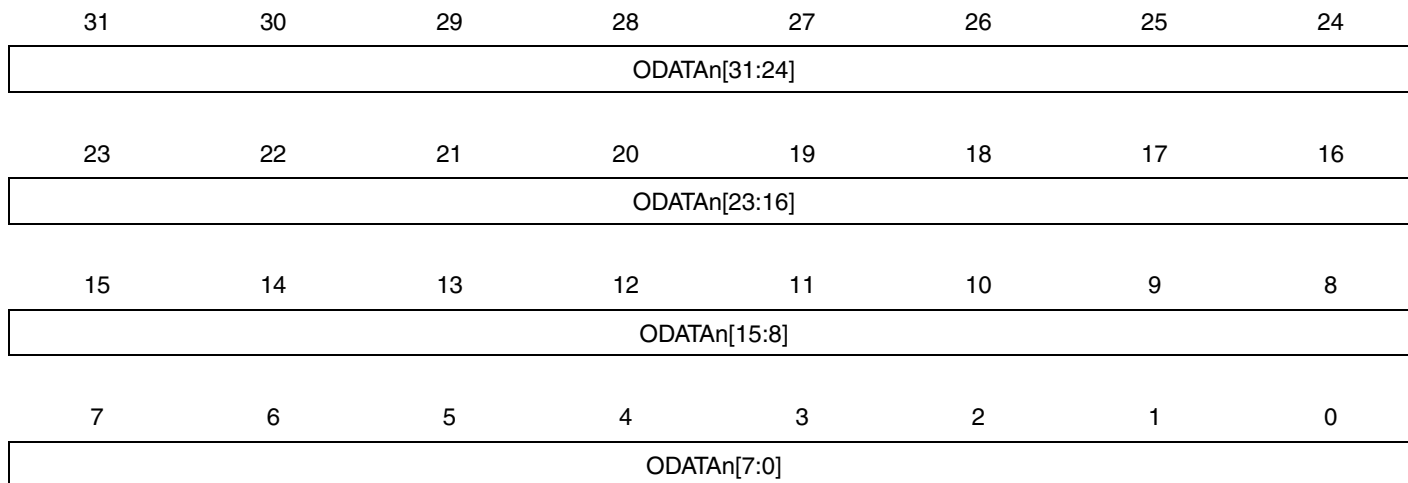 31 30 29 28 27 26 25 24
ODATAn[31:24]
23 22 21 20 19 18 17 16
ODATAn[23:16]
15 14 13 12 11 10 9 8
ODATAn[15:8]
7 6 5 4 3 2 1 0
ODATAn[7:0]